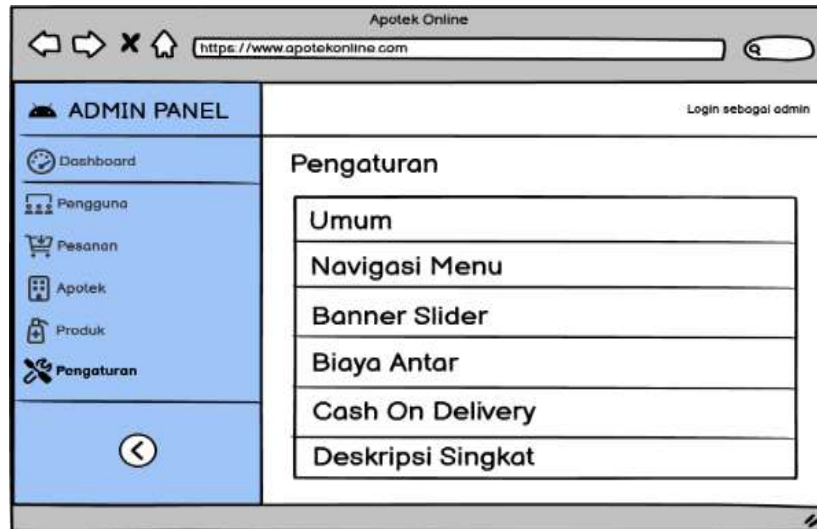 Apotek Online
https://www.apotekonline.com
ADMIN PANEL
Login sebagai admin
Dashboard
Pengguna
Pesanan
Apotek
Produk
Pengaturan
Pengaturan
Umum
Navigasi Menu
Banner Slider
Biaya Antar
Cash On Delivery
Deskripsi Singkat